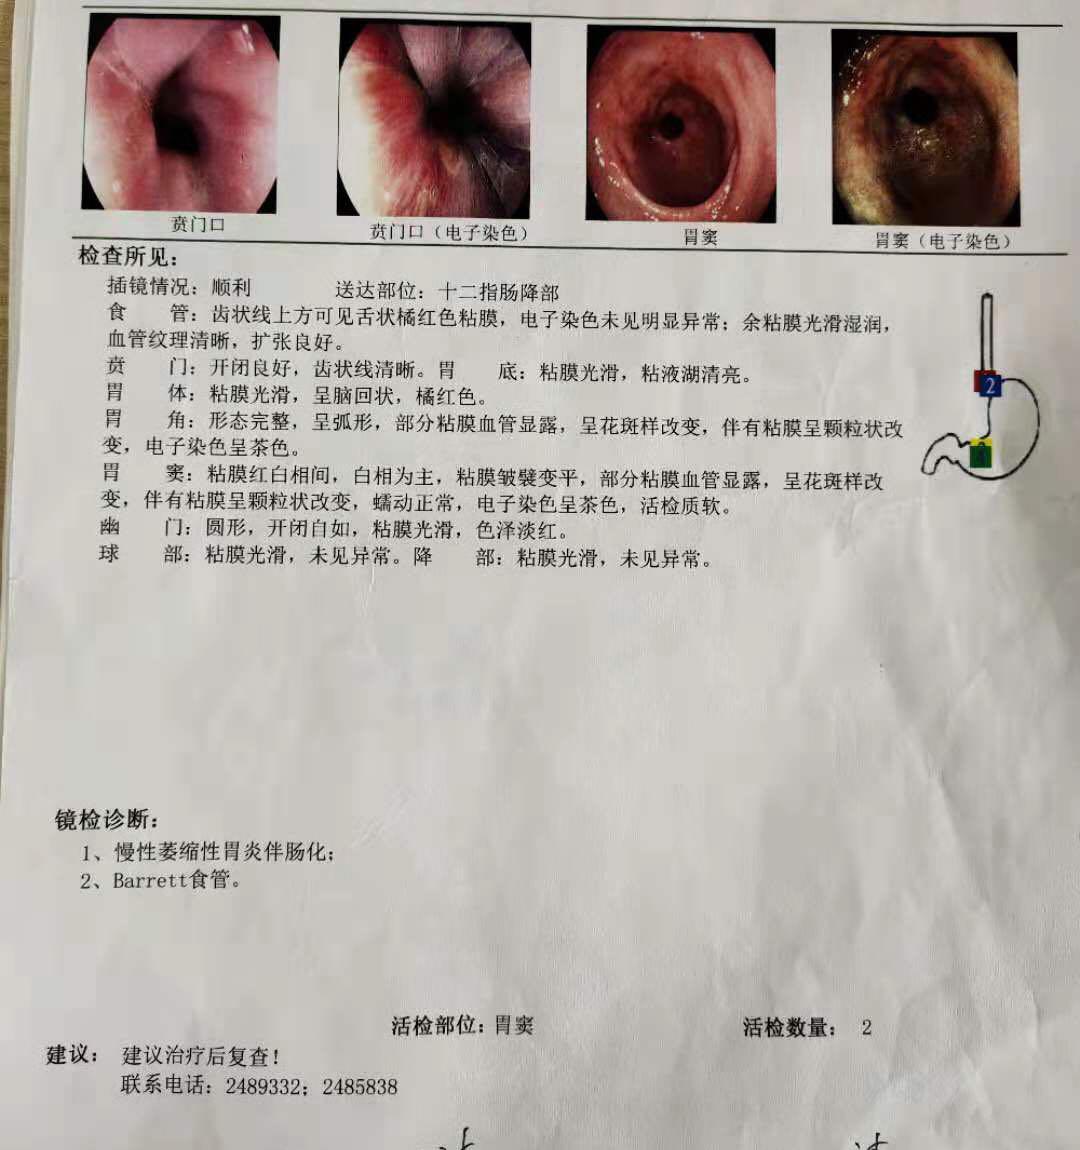 贲门口
贲门口（电子染色）
胃窦
胃窦（电子染色）
检查所见：
插镜情况：顺利 送达部位：十二指肠降部
食 管：齿状线上方可见舌状橘红色粘膜，电子染色未见明显异常；余粘膜光滑湿润，
血管纹理清晰，扩张良好。
贲 门：开闭良好，齿状线清晰。胃 底：粘膜光滑，粘液湖清亮。
胃 体：粘膜光滑，呈脑回状，橘红色。
胃 角：形态完整，呈弧形，部分粘膜血管显露，呈花斑样改变，伴有粘膜呈颗粒状改
变，电子染色呈茶色。
胃 窦：粘膜红白相间，白相为主，粘膜皱襞变平，部分粘膜血管显露，呈花斑样改
变，伴有粘膜呈颗粒状改变，蠕动正常，电子染色呈茶色，活检质软。
幽 门：圆形，开闭自如，粘膜光滑，色泽淡红。
球 部：粘膜光滑，未见异常。降 部：粘膜光滑，未见异常。
2
镜检诊断：
1、慢性萎缩性胃炎伴肠化；
2、Barrett食管。
活检部位：胃窦 活检数量： 2
建议：建议治疗后复查！
联系电话：2489332；2485838